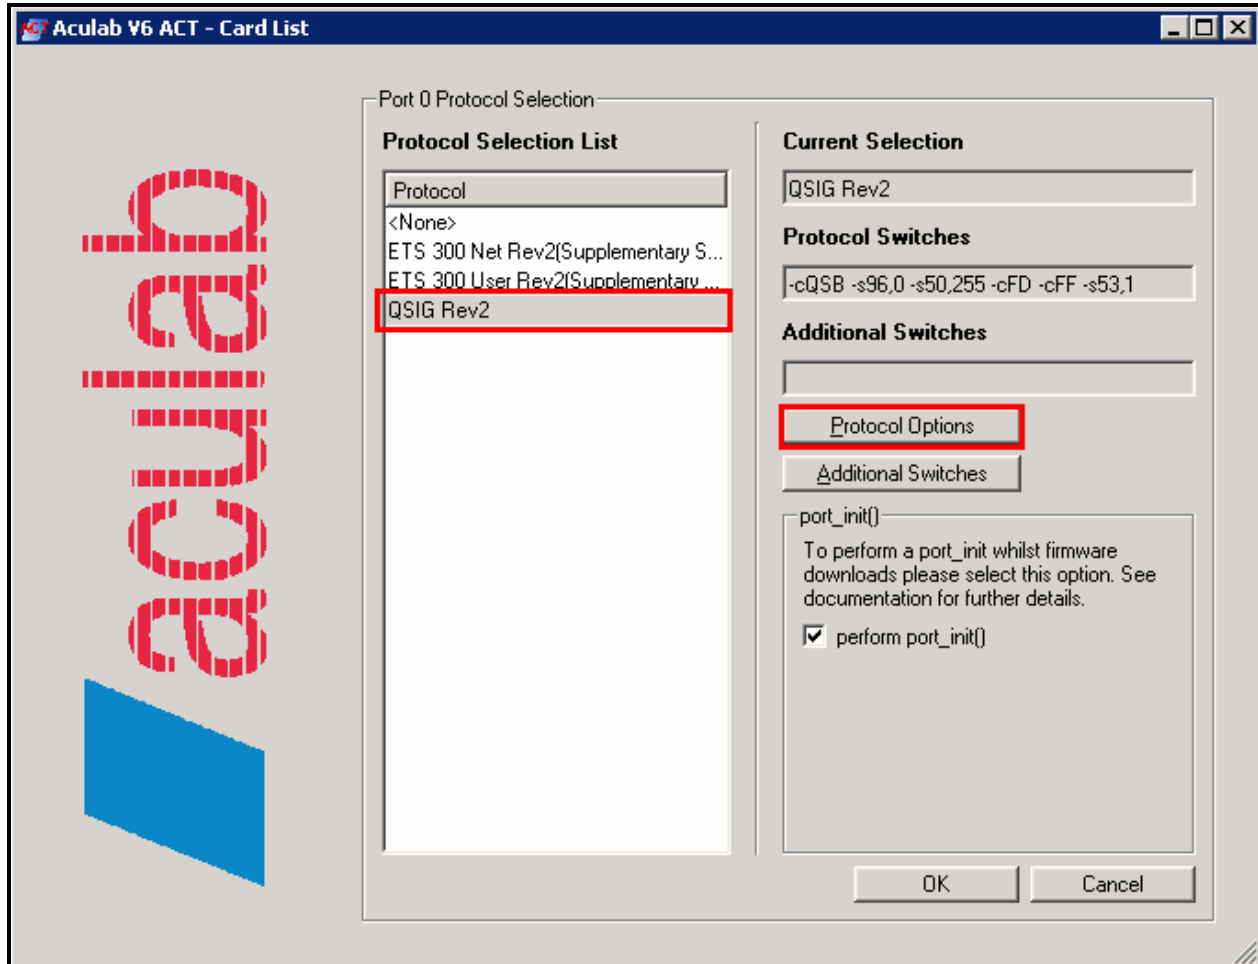 Aculab V6 ACT - Card List
aculab
Port 0 Protocol Selection
Protocol Selection List
Protocol
<None>
ETS 300 Net Rev2(Supplementary S...
ETS 300 User Rev2(Supplementary ...
QSIG Rev2
Current Selection
QSIG Rev2
Protocol Switches
-cQSB -s96,0 -s50,255 -cFD -cFF -s53,1
Additional Switches
Protocol Options
Additional Switches
port_init()
To perform a port_init whilst firmware
downloads please select this option. See
documentation for further details.
perform port_init()
OK Cancel